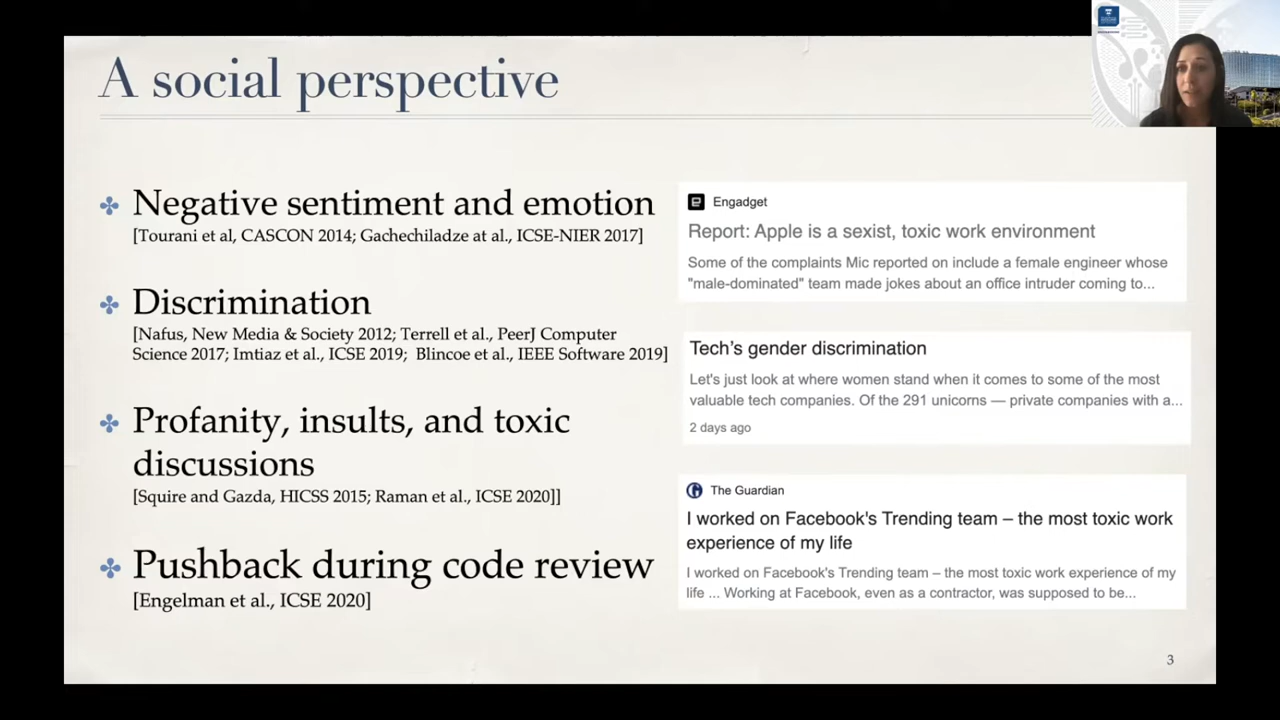 A social perspective
Negative sentiment and emotion
[Tourani et al, CASCON 2014; Gachechiladze at al., ICSE-NIER 2017]
Discrimination
[Nafus, New Media & Society 2012; Terrell et al., PeerJ Computer
Science 2017; Imtiaz et al., ICSE 2019; Blincoe et al., IEEE Software 2019]
Profanity, insults, and toxic
discussions
[Squire and Gazda, HICSS 2015; Raman et al., ICSE 2020]]
Pushback during code review
[Engelman et al., ICSE 2020]
Engadget
Report: Apple is a sexist, toxic work environment
Some of the complaints Mic reported on include a female engineer whose
"male-dominated" team made jokes about an office intruder coming to...
Tech's gender discrimination
Let's just look at where women stand when it comes to some of the most
valuable tech companies. Of the 291 unicorns — private companies with a...
2 days ago
The Guardian
I worked on Facebook's Trending team – the most toxic work
experience of my life
I worked on Facebook's Trending team – the most toxic work experience of my
life ... Working at Facebook, even as a contractor, was supposed to be...
3